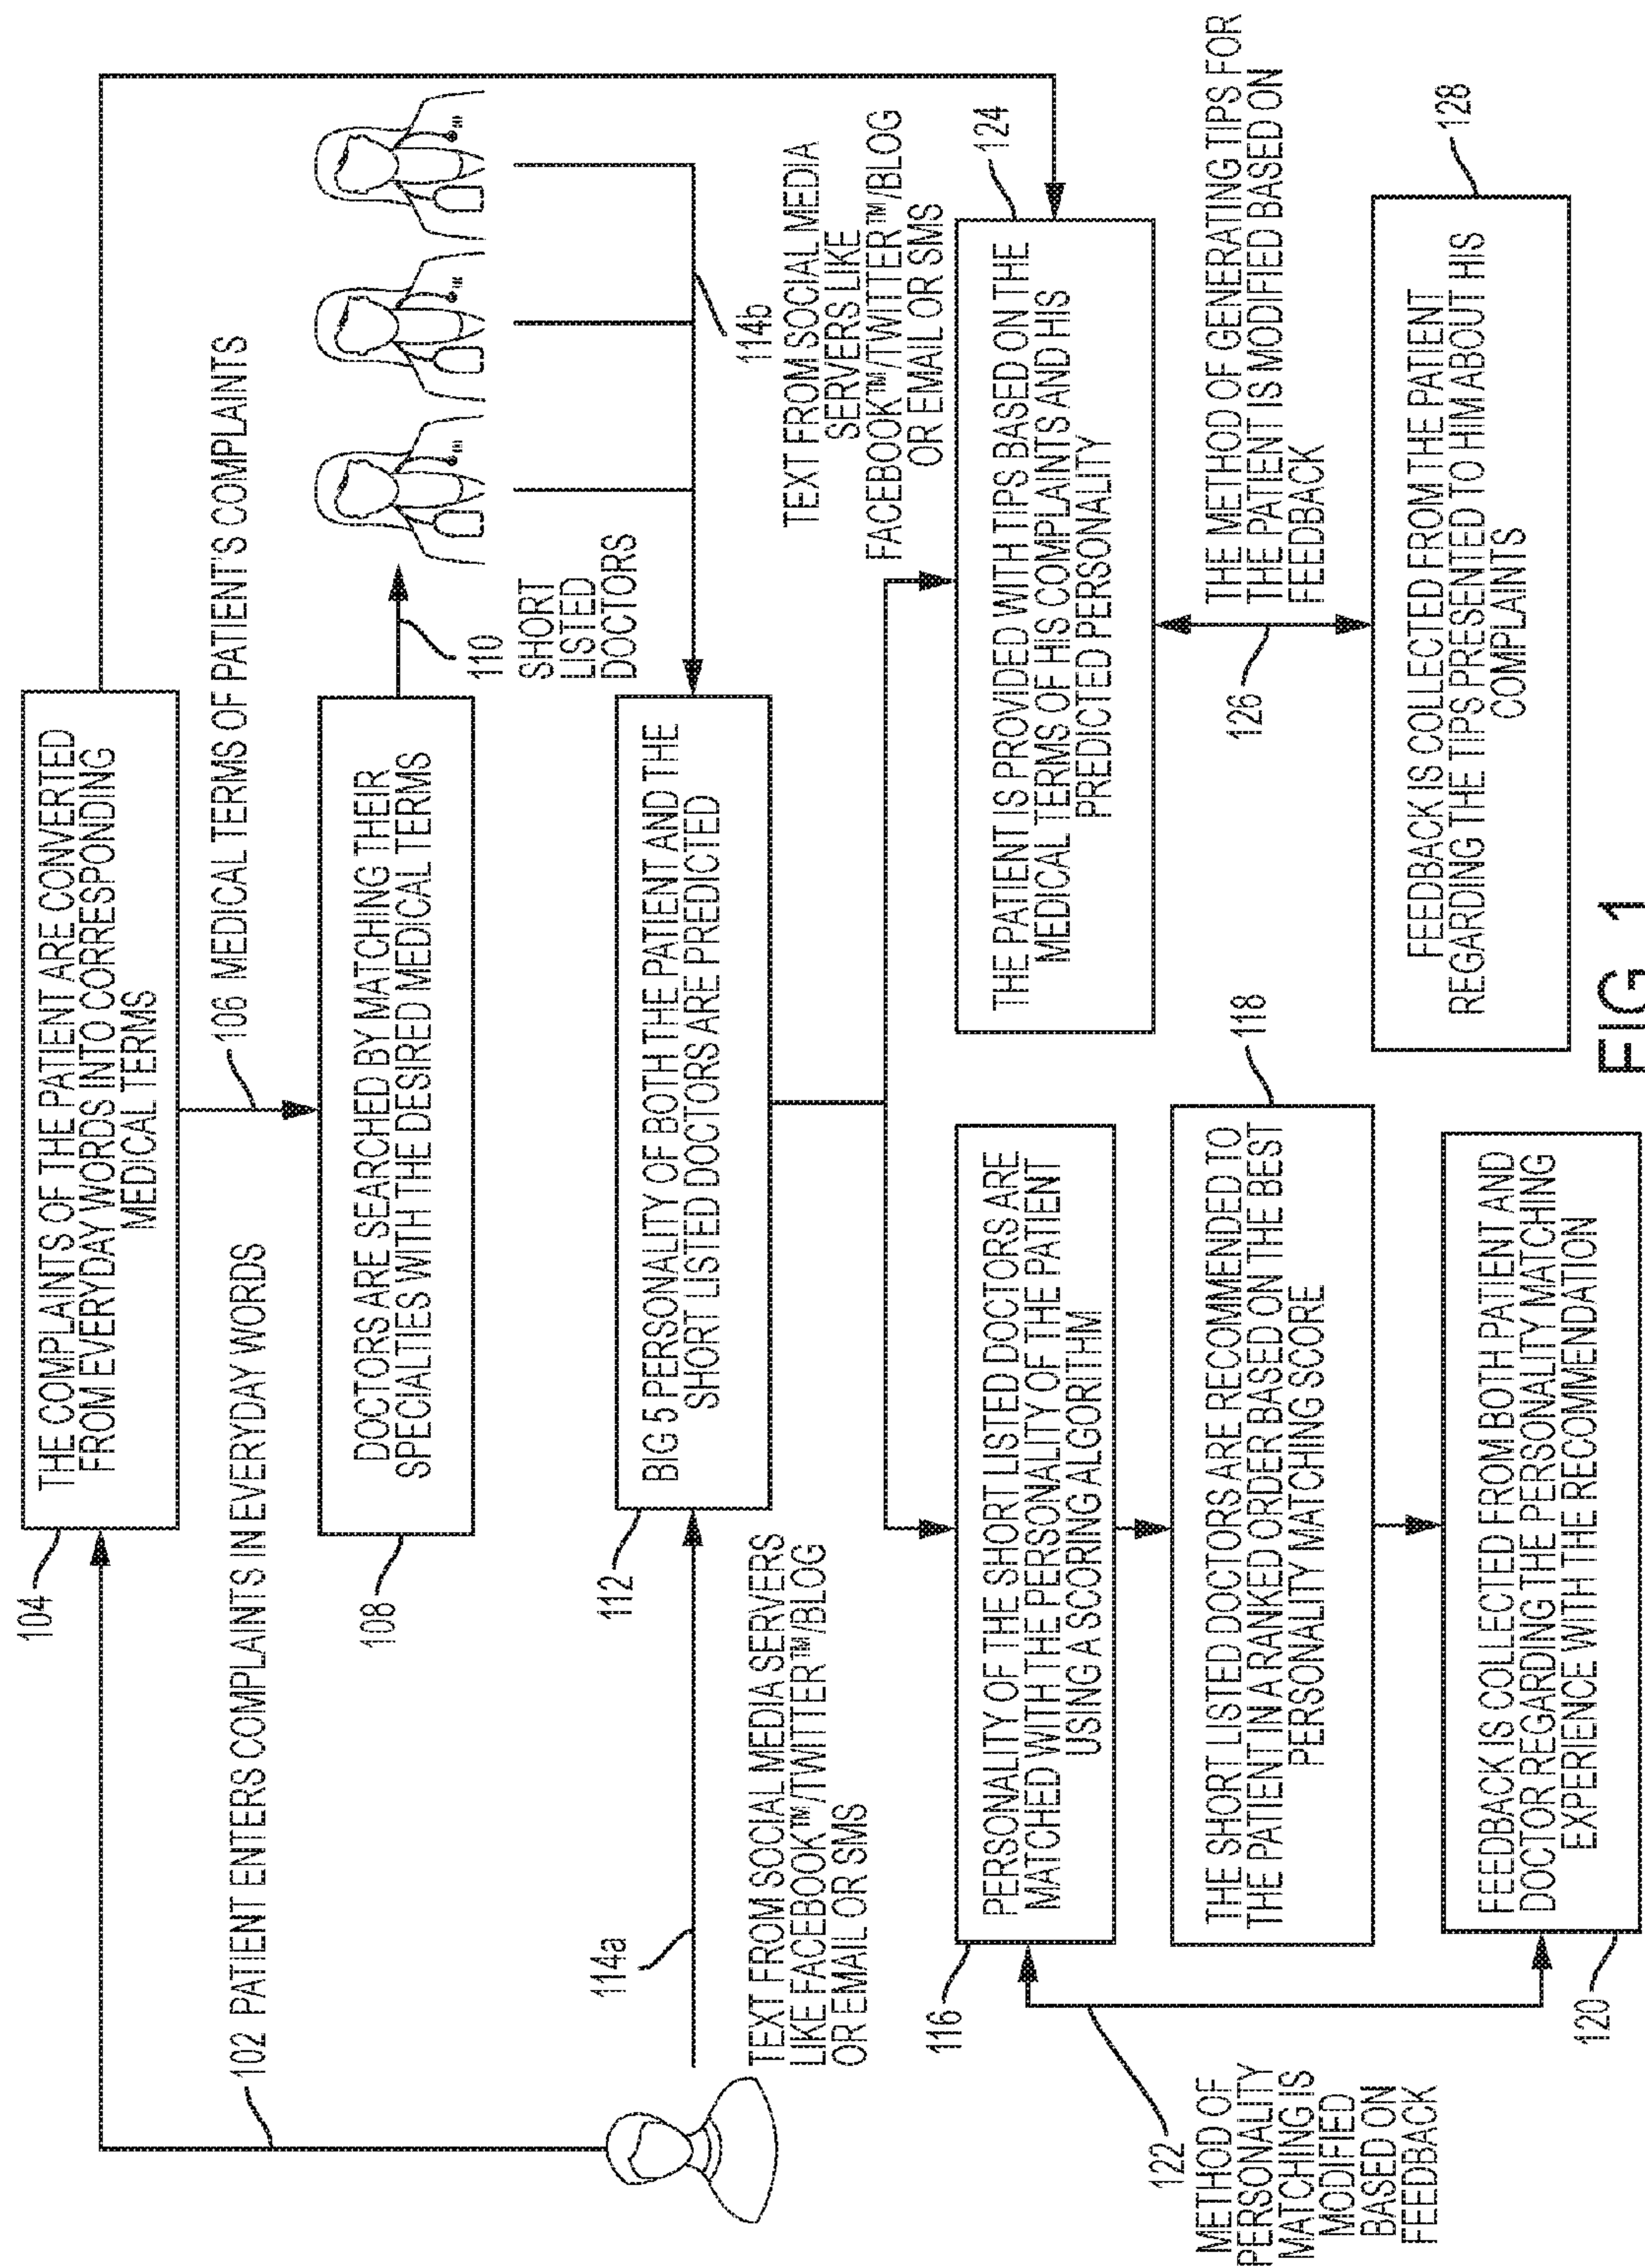 104
THE COMPLAINTS OF THE PATIENT ARE CONVERTED
FROM EVERYDAY WORDS INTO CORRESPONDING
MEDICAL TERMS
102 PATIENT ENTERS COMPLAINTS IN EVERYDAY WORDS
106 MEDICAL TERMS OF PATIENT'S COMPLAINTS
108
DOCTORS ARE SEARCHED BY MATCHING THEIR
SPECIALTIES WITH THE DESIRED MEDICAL TERMS
110
SHORT
LISTED
DOCTORS
112
BIG 5 PERSONALITY OF BOTH THE PATIENT AND THE
SHORT LISTED DOCTORS ARE PREDICTED
114a
TEXT FROM SOCIAL MEDIA SERVERS
LIKE FACEBOOK™/TWITTER™/BLOG
OR EMAIL OR SMS
114b
TEXT FROM SOCIAL MEDIA
SERVERS LIKE
FACEBOOK™/TWITTER™/BLOG
OR EMAIL OR SMS
116
PERSONALITY OF THE SHORT LISTED DOCTORS ARE
MATCHED WITH THE PERSONALITY OF THE PATIENT
USING A SCORING ALGORITHM
124
THE PATIENT IS PROVIDED WITH TIPS BASED ON THE
MEDICAL TERMS OF HIS COMPLAINTS AND HIS
PREDICTED PERSONALITY
122
METHOD OF
PERSONALITY
MATCHING IS
MODIFIED
BASED ON
FEEDBACK
118
THE SHORT LISTED DOCTORS ARE RECOMMENDED TO
THE PATIENT IN A RANKED ORDER BASED ON THE BEST
PERSONALITY MATCHING SCORE
126
THE METHOD OF GENERATING TIPS FOR
THE PATIENT IS MODIFIED BASED ON
FEEDBACK
120
FEEDBACK IS COLLECTED FROM BOTH PATIENT AND
DOCTOR REGARDING THE PERSONALITY MATCHING
EXPERIENCE WITH THE RECOMMENDATION
128
FEEDBACK IS COLLECTED FROM THE PATIENT
REGARDING THE TIPS PRESENTED TO HIM ABOUT HIS
COMPLAINTS
FIG 1